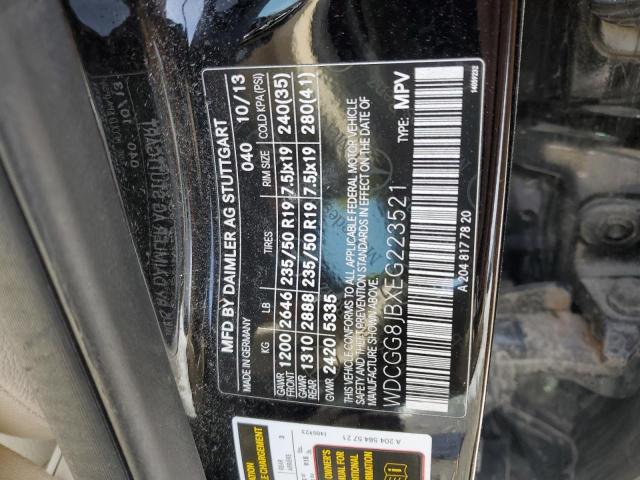 MFD BY DAIMLER AG STUTTGART
MADE IN GERMANY 040 10/13
KG LB TIRES RIM SIZE COLD KPA (PSI)
GAWR FRONT 1200 2646 235/50 R19 7.5Jx19 240(35)
GAWR REAR 1310 2888 235/50 R19 7.5Jx19 280(41)
GVWR 2420 5335
THIS VEHICLE CONFORMS TO ALL APPLICABLE FEDERAL MOTOR VEHICLE
SAFETY AND THEFT PREVENTION STANDARDS IN EFFECT ON THE DATE OF
MANUFACTURE SHOWN ABOVE.
WDCGG8JBXEG223521 TYPE: MPV
A 204 817 78 20
A 204 584 57 21